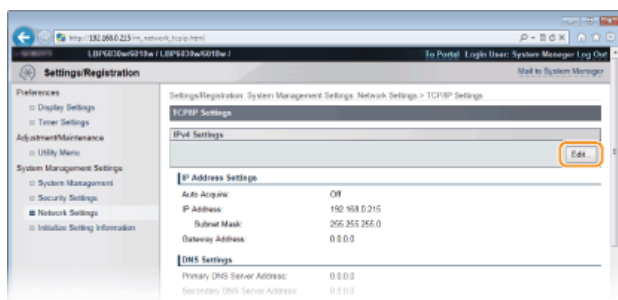 http://192.168.0.215/m_network_tcpip.html
LBP6030w/6018w / LBP6030w/6018w /
To Portal Login User: System Manager Log Out
Settings/Registration
Mail to System Manager
Preferences
Display Settings
Timer Settings
Adjustment/Maintenance
Utility Menu
System Management Settings
System Management
Security Settings
Network Settings
Initialize Setting Information
Settings/Registration: System Management Settings: Network Settings > TCP/IP Settings
TCP/IP Settings
IPv4 Settings
Edit...
IP Address Settings
Auto Acquire: Off
IP Address: 192.168.0.215
Subnet Mask: 255.255.255.0
Gateway Address: 0.0.0.0
DNS Settings
Primary DNS Server Address: 0.0.0.0
Secondary DNS Server Address: 0.0.0.0